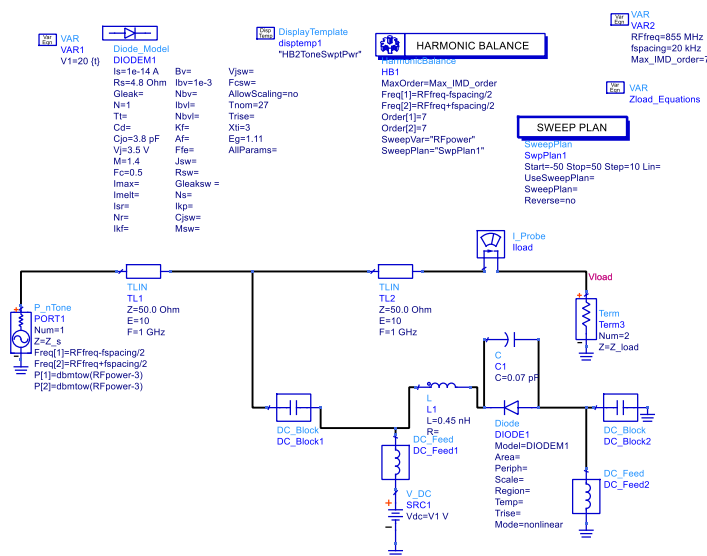 Var
Eqn
VAR
VAR1
V1=20 {t}
Diode_Model
DIODEM1
Is=1e-14 A
Rs=4.8 Ohm
Gleak=
N=1
Tt=
Cd=
Cjo=3.8 pF
Vj=3.5 V
M=1.4
Fc=0.5
Imax=
Imelt=
Isr=
Nr=
Ikf=
Bv=
Ibv=1e-3
Nbv=
Ibvl=
Nbvl=
Kf=
Af=
Ffe=
Jsw=
Rsw=
Gleaksw =
Ns=
Ikp=
Cjsw=
Msw=
Vjsw=
Fcsw=
AllowScaling=no
Tnom=27
Trise=
Xti=3
Eg=1.11
AllParams=
Disp
Temp
DisplayTemplate
disptemp1
"HB2ToneSwptPwr"
HARMONIC BALANCE
HarmonicBalance
HB1
MaxOrder=Max_IMD_order
Freq[1]=RFfreq-fspacing/2
Freq[2]=RFfreq+fspacing/2
Order[1]=7
Order[2]=7
SweepVar="RFpower"
SweepPlan="SwpPlan1"
Var
Eqn
VAR
VAR2
RFfreq=855 MHz
fspacing=20 kHz
Max_IMD_order=7
Var
Eqn
VAR
Zload_Equations
SWEEP PLAN
SweepPlan
SwpPlan1
Start=-50 Stop=50 Step=10 Lin=
UseSweepPlan=
SweepPlan=
Reverse=no
P_nTone
PORT1
Num=1
Z=Z_s
Freq[1]=RFfreq-fspacing/2
Freq[2]=RFfreq+fspacing/2
P[1]=dbmtow(RFpower-3)
P[2]=dbmtow(RFpower-3)
TLIN
TL1
Z=50.0 Ohm
E=10
F=1 GHz
TLIN
TL2
Z=50.0 Ohm
E=10
F=1 GHz
I_Probe
Iload
Vload
Term
Term3
Num=2
Z=Z_load
C
C1
C=0.07 pF
L
L1
L=0.45 nH
R=
DC_Block
DC_Block1
DC_Feed
DC_Feed1
V_DC
SRC1
Vdc=V1 V
Diode
DIODE1
Model=DIODEM1
Area=
Periph=
Scale=
Region=
Temp=
Trise=
Mode=nonlinear
DC_Block
DC_Block2
DC_Feed
DC_Feed2